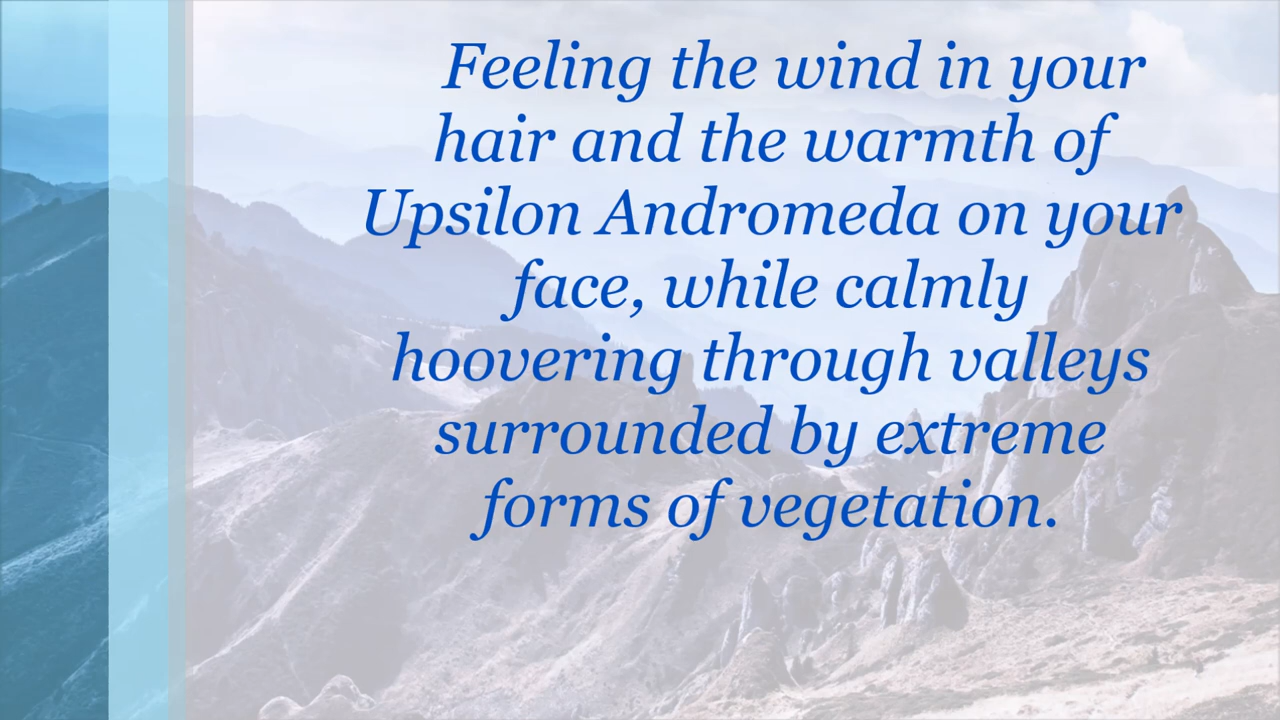 Feeling the wind in your
hair and the warmth of
Upsilon Andromeda on your
face, while calmly
hoovering through valleys
surrounded by extreme
forms of vegetation.